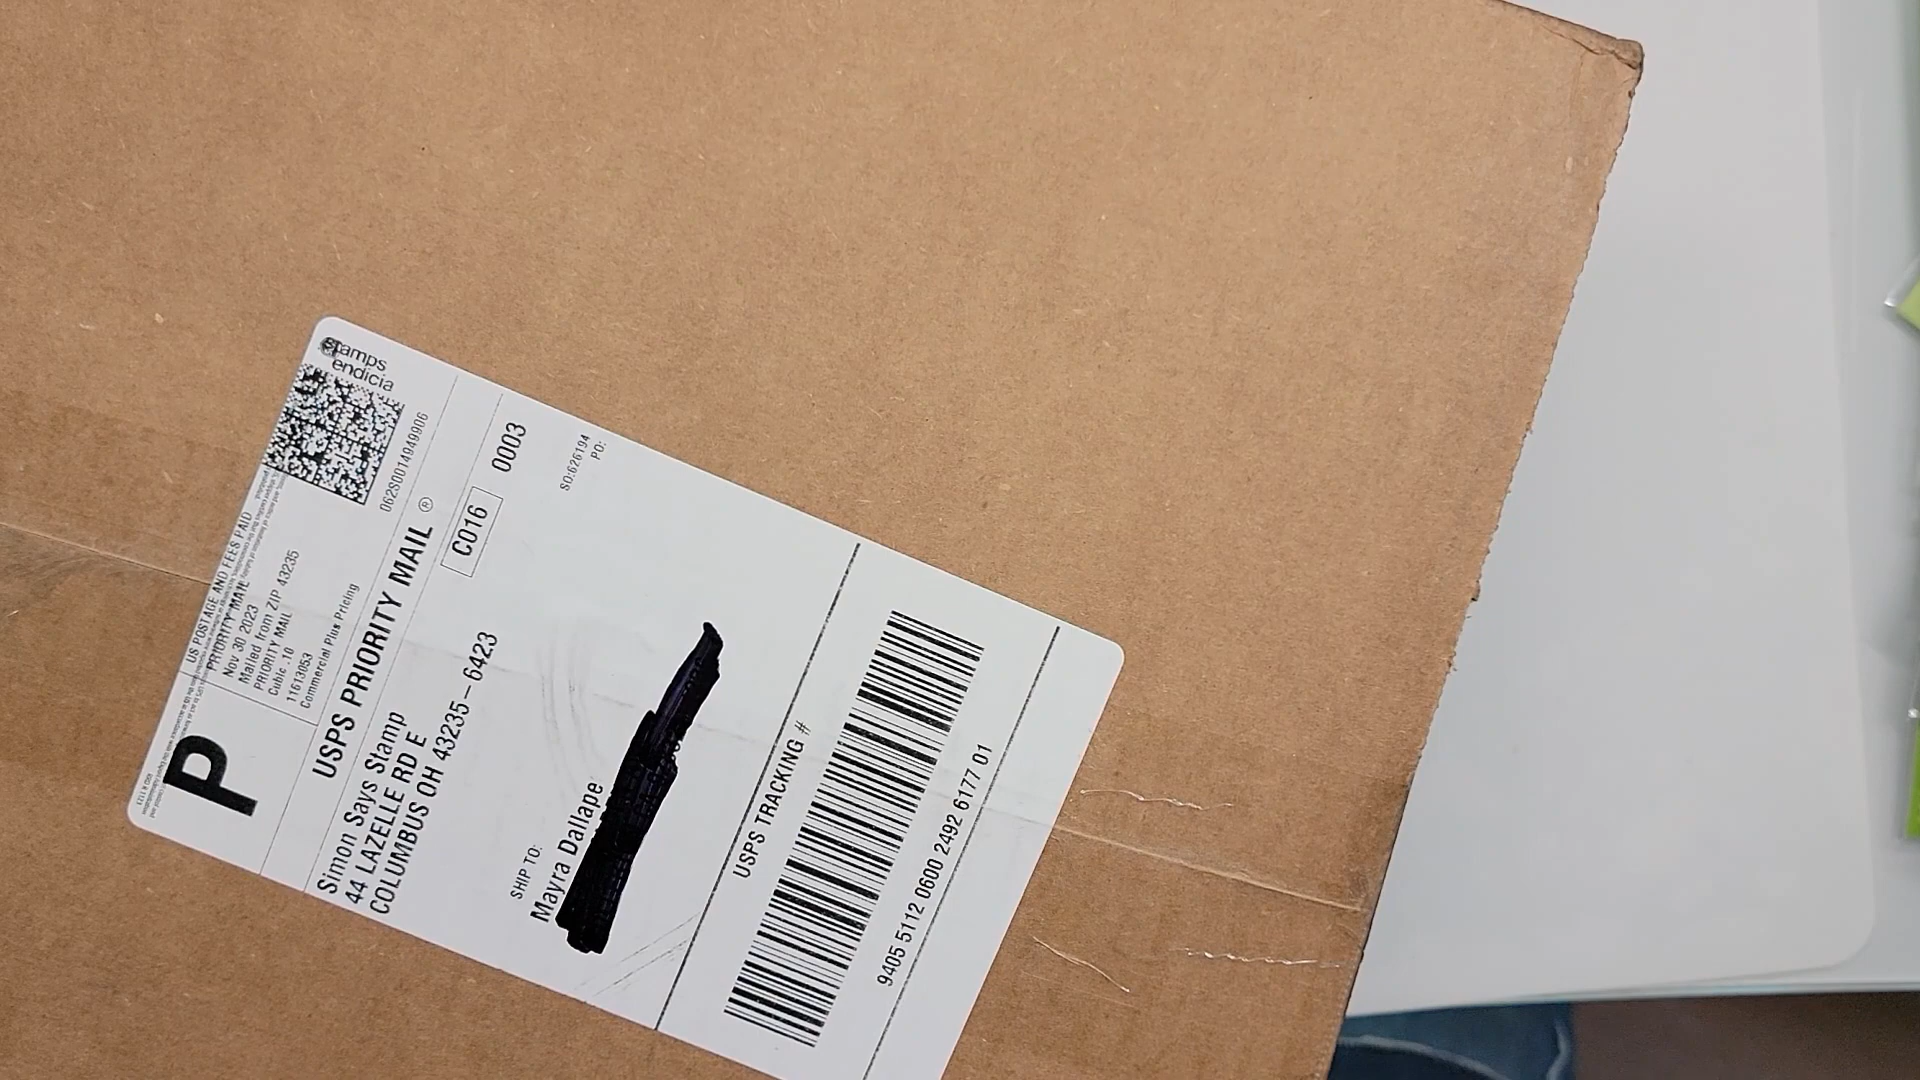 stamps
endicia
US POSTAGE AND FEES PAID
PRIORITY MAIL
Nov 30 2023
Mailed from ZIP 43235
PRIORITY MAIL
Cubic .10
11613053
Commercial Plus Pricing
062S0014949906
P
USPS PRIORITY MAIL ®
Simon Says Stamp
44 LAZELLE RD E
COLUMBUS OH 43235-6423
0003
C016
SO:626194
PO:
SHIP TO:
Mayra Dallape
USPS TRACKING #
9405 5112 0600 2492 6177 01